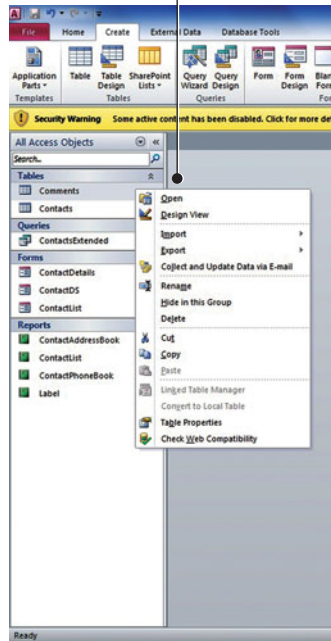 A
File Home Create External Data Database Tools
Application Parts Table Table Design SharePoint Lists Query Wizard Query Design Form Form Design Blan For
Templates Tables Queries For
Security Warning Some active content has been disabled. Click for more de
All Access Objects
Search...
Tables
Comments
Contacts
Queries
ContactsExtended
Forms
ContactDetails
ContactDS
ContactList
Reports
ContactAddressBook
ContactList
ContactPhoneBook
Label
Open
Design View
Import
Export
Collect and Update Data via E-mail
Rename
Hide in this Group
Delete
Cut
Copy
Paste
Linked Table Manager
Convert to Local Table
Table Properties
Check Web Compatibility
Ready